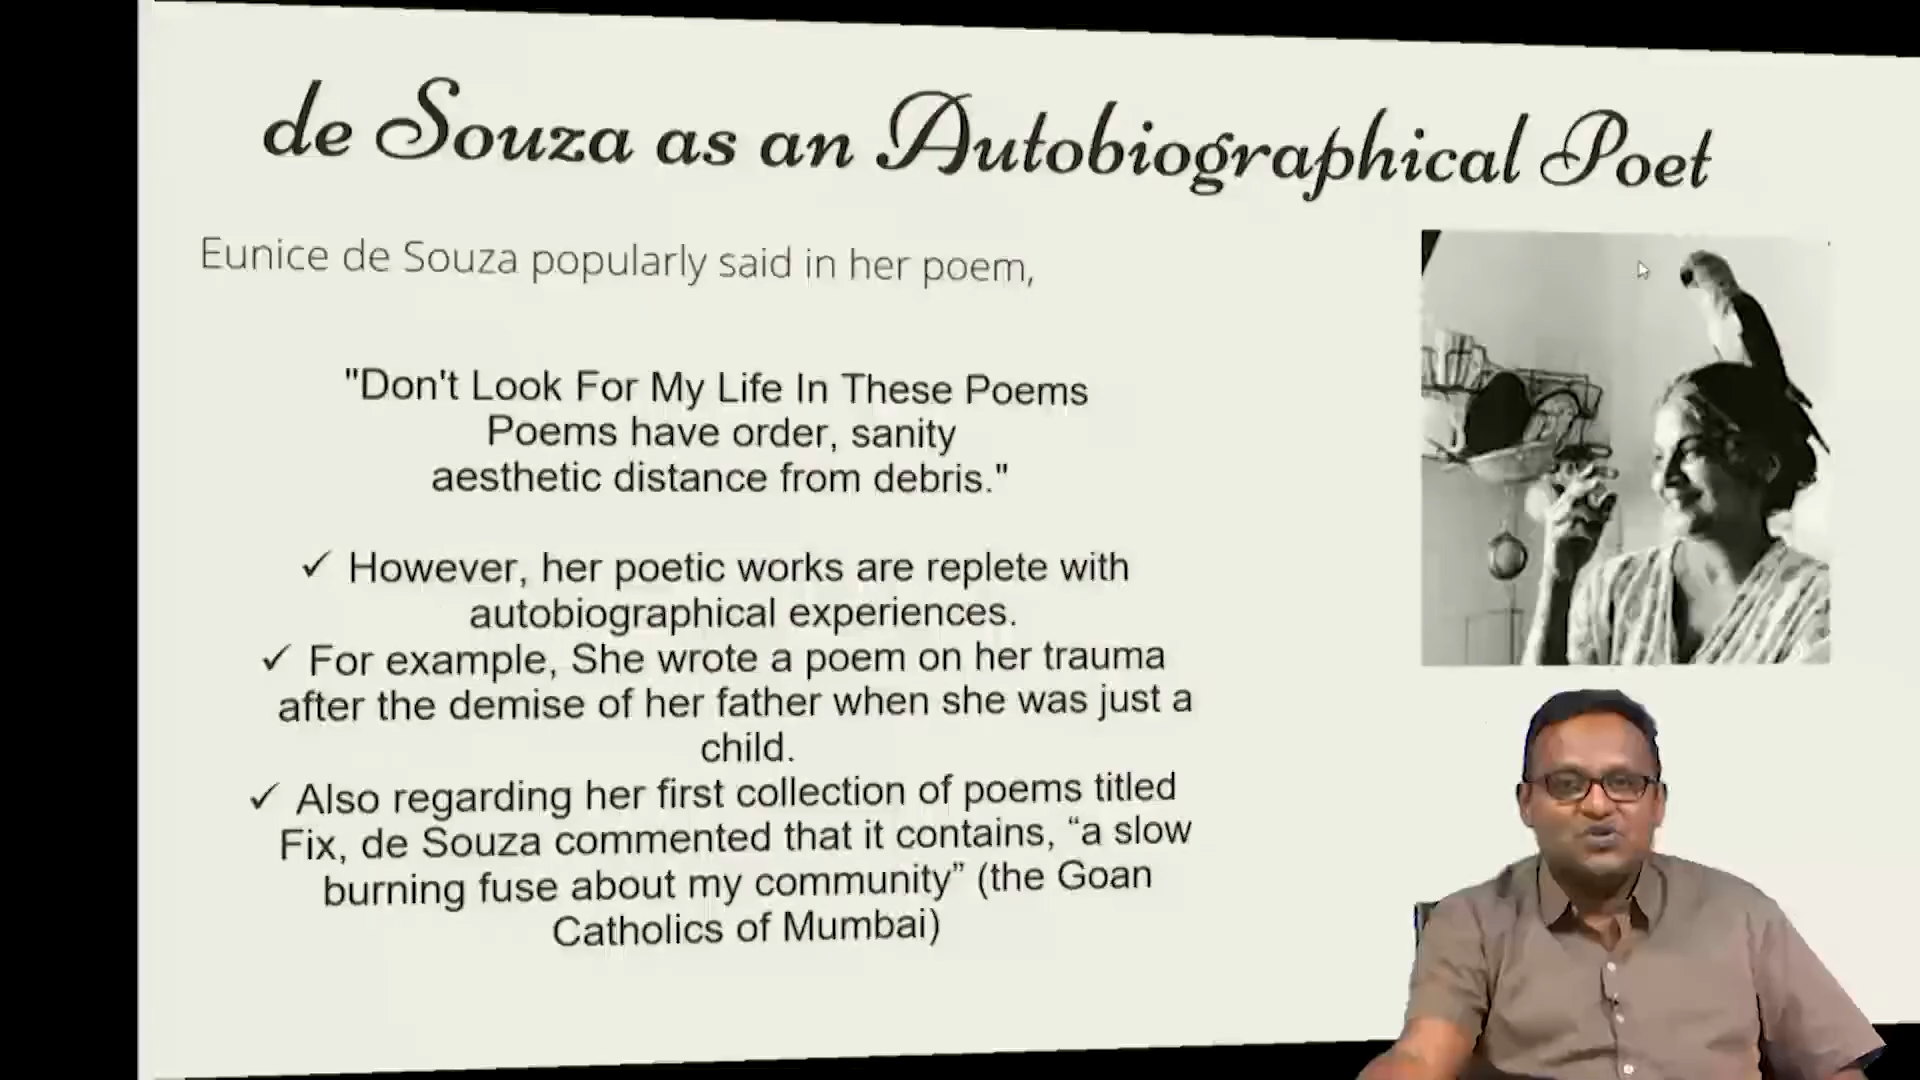 de Souza as an Autobiographical Poet
Eunice de Souza popularly said in her poem,
"Don't Look For My Life In These Poems
Poems have order, sanity
aesthetic distance from debris."
✓ However, her poetic works are replete with
autobiographical experiences.
✓ For example, She wrote a poem on her trauma
after the demise of her father when she was just a
child.
✓ Also regarding her first collection of poems titled
Fix, de Souza commented that it contains, “a slow
burning fuse about my community” (the Goan
Catholics of Mumbai)